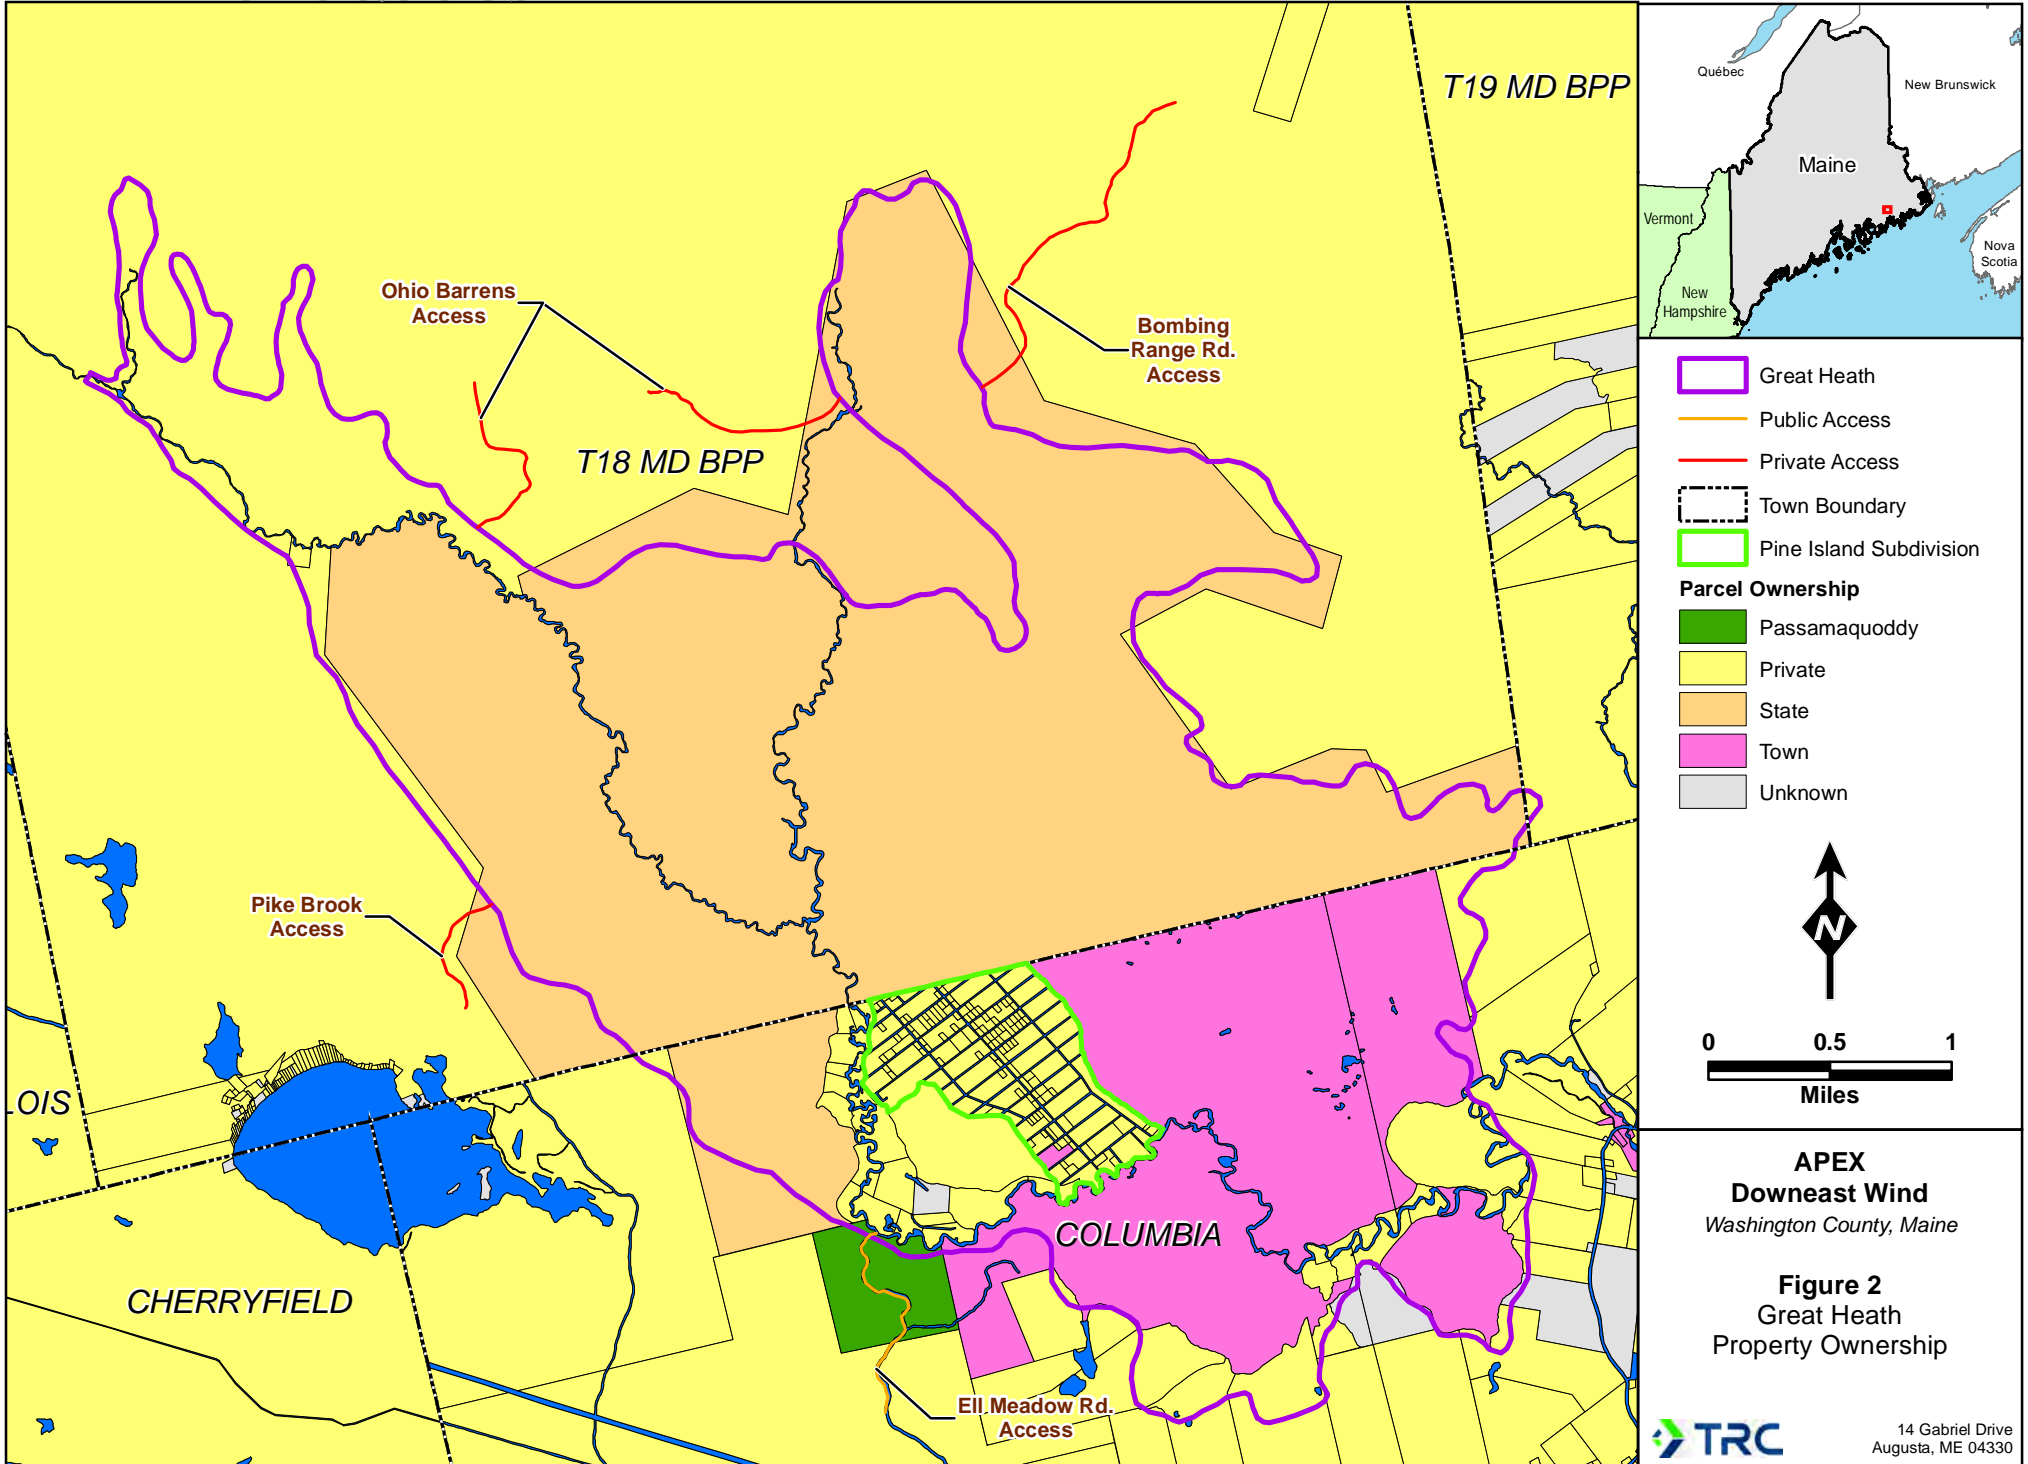 T19 MD BPP
Ohio Barrens
Access
Bombing
Range Rd.
Access
T18 MD BPP
Pike Brook
Access
LOIS
COLUMBIA
CHERRYFIELD
Ell Meadow Rd.
Access
Québec
New Brunswick
Maine
Vermont
New
Hampshire
Nova
Scotia
Great Heath
Public Access
Private Access
Town Boundary
Pine Island Subdivision
Parcel Ownership
Passamaquoddy
Private
State
Town
Unknown
N
0 0.5 1
Miles
APEX
Downeast Wind
Washington County, Maine
Figure 2
Great Heath
Property Ownership
TRC
14 Gabriel Drive
Augusta, ME 04330